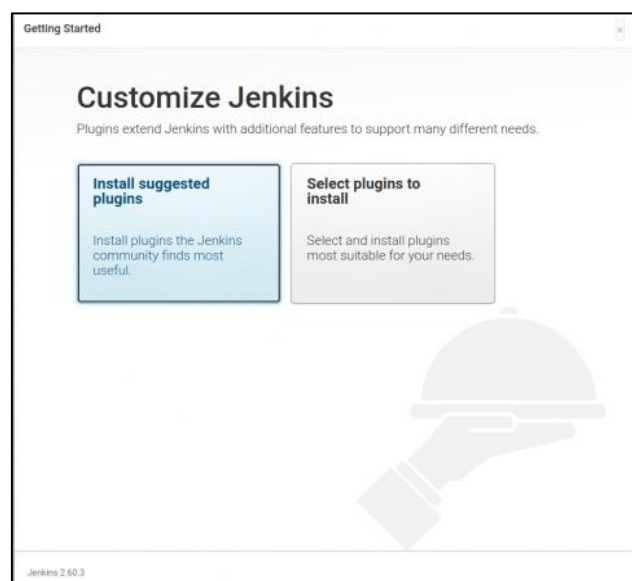 Getting Started
×
Customize Jenkins
Plugins extend Jenkins with additional features to support many different needs.
Install suggested
plugins
Install plugins the Jenkins
community finds most
useful.
Select plugins to
install
Select and install plugins
most suitable for your needs.
Jenkins 2.60.3